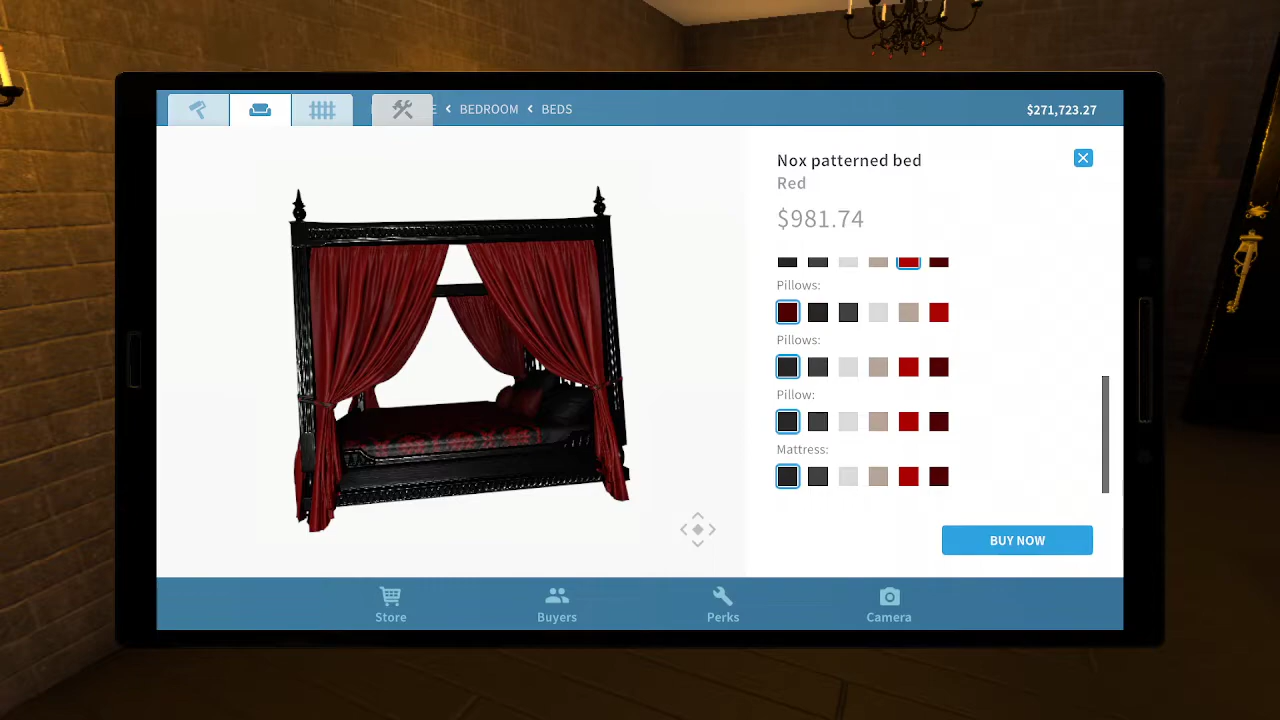 E < BEDROOM < BEDS
$271,723.27
Nox patterned bed
Red
$981.74
Pillows:
Pillows:
Pillow:
Mattress:
BUY NOW
Store
Buyers
Perks
Camera